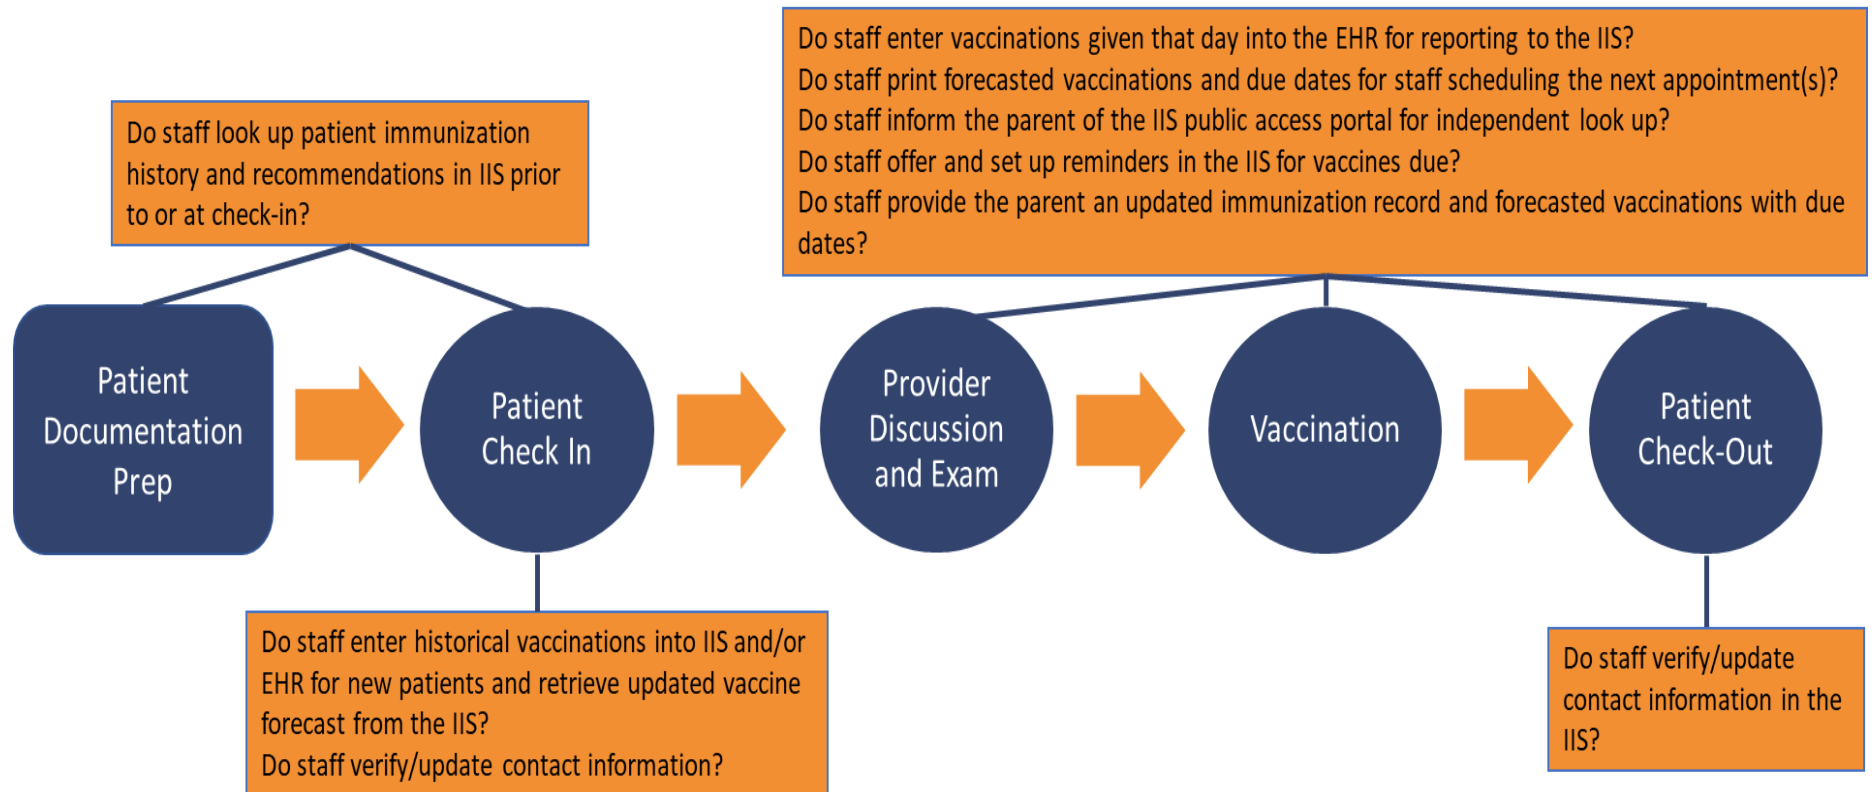 Do staff look up patient immunization
history and recommendations in IIS prior
to or at check-in?
Do staff enter vaccinations given that day into the EHR for reporting to the IIS?
Do staff print forecasted vaccinations and due dates for staff scheduling the next appointment(s)?
Do staff inform the parent of the IIS public access portal for independent look up?
Do staff offer and set up reminders in the IIS for vaccines due?
Do staff provide the parent an updated immunization record and forecasted vaccinations with due
dates?
Patient
Documentation
Prep
Patient
Check In
Provider
Discussion
and Exam
Vaccination
Patient
Check-Out
Do staff enter historical vaccinations into IIS and/or
EHR for new patients and retrieve updated vaccine
forecast from the IIS?
Do staff verify/update contact information?
Do staff verify/update
contact information in the
IIS?